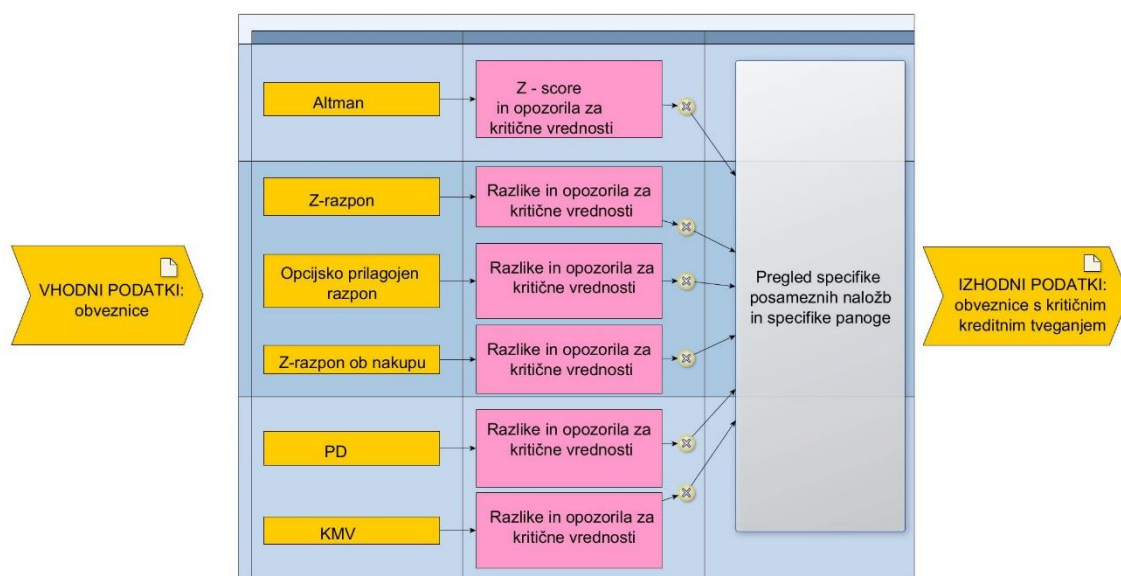 VHODNI PODATKI:
obveznice
Altman
Z - score
in opozorila za
kritične vrednosti
Z-razpon
Razlike in opozorila za
kritične vrednosti
Opcijsko prilagojen
razpon
Razlike in opozorila za
kritične vrednosti
Z-razpon ob nakupu
Razlike in opozorila za
kritične vrednosti
PD
Razlike in opozorila za
kritične vrednosti
KMV
Razlike in opozorila za
kritične vrednosti
Pregled specifike
posameznih naložb
in specifike panoge
IZHODNI PODATKI:
obveznice s kritičnim
kreditnim tveganjem